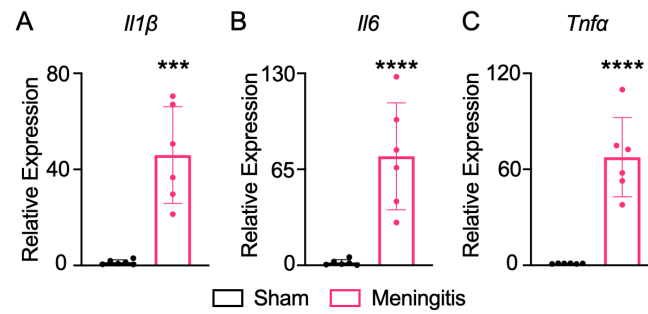 A Il1β
***
Relative Expression
80
40
0
B Il6
****
Relative Expression
130
65
0
C Tnfα
****
Relative Expression
120
60
0
Sham Meningitis